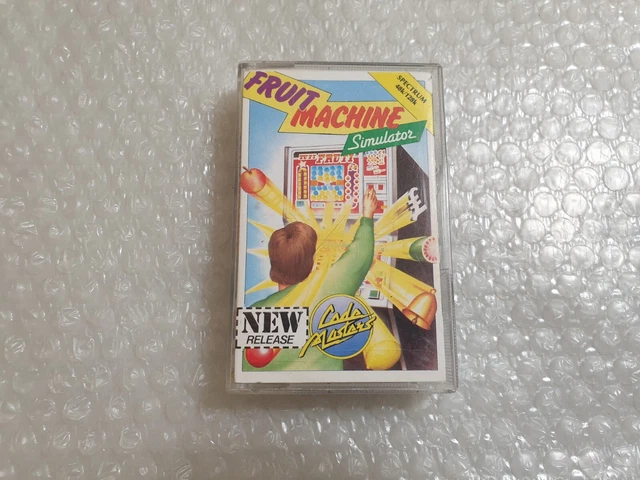 FRUIT
MACHINE
Simulator
SPECTRUM
48k/128k
NEW
RELEASE
Code
Masters